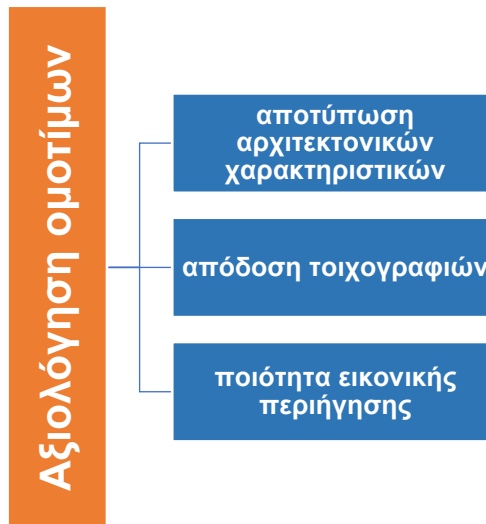 Αξιολόγηση ομοτίμων
αποτύπωση
αρχιτεκτονικών
χαρακτηριστικών
απόδοση τοιχογραφιών
ποιότητα εικονικής
περιήγησης